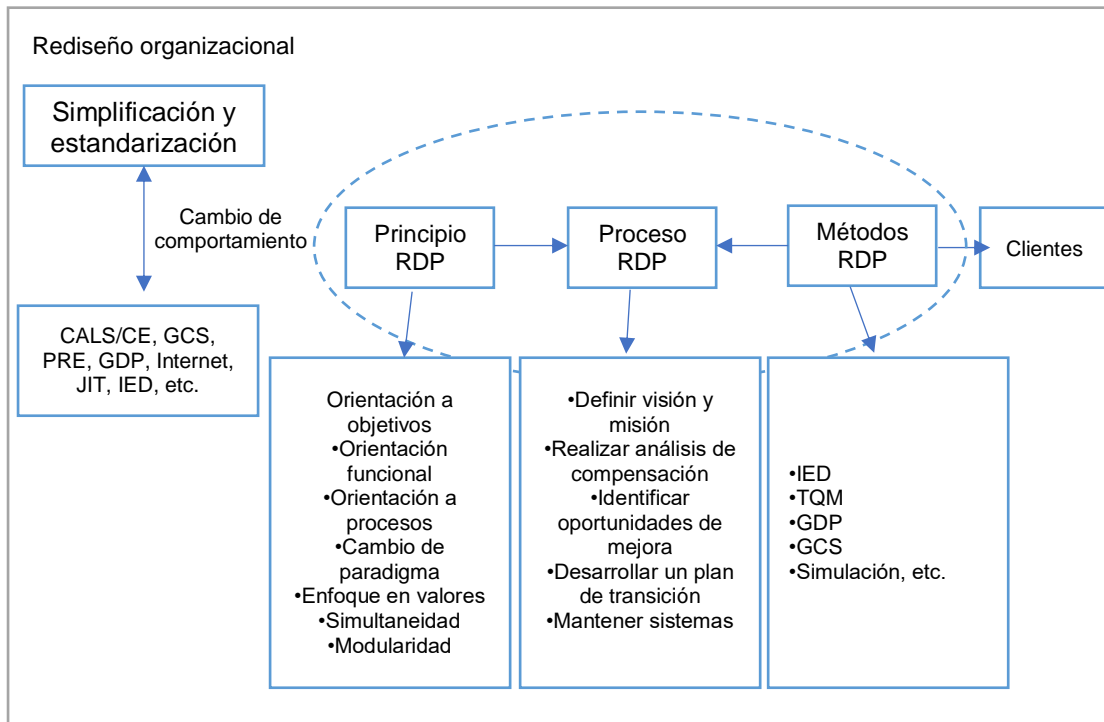 Rediseño organizacional
Simplificación y
estandarización
Cambio de
comportamiento
CALS/CE, GCS,
PRE, GDP, Internet,
JIT, IED, etc.
Principio
RDP
Proceso
RDP
Métodos
RDP
Clientes
Orientación a
objetivos
•Orientación
funcional
•Orientación a
procesos
•Cambio de
paradigma
•Enfoque en valores
•Simultaneidad
•Modularidad
•Definir visión y
misión
•Realizar análisis de
compensación
•Identificar
oportunidades de
mejora
•Desarrollar un plan
de transición
•Mantener sistemas
•IED
•TQM
•GDP
•GCS
•Simulación, etc.